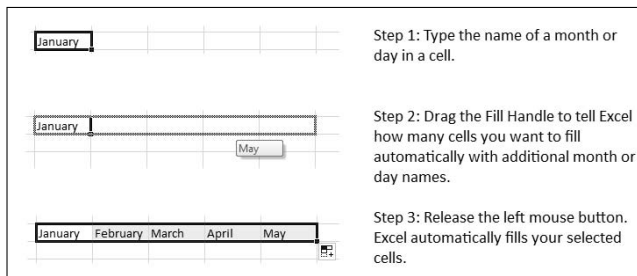 January
Step 1: Type the name of a month or
day in a cell.
January
May
Step 2: Drag the Fill Handle to tell Excel
how many cells you want to fill
automatically with additional month or
day names.
January February March April May
Step 3: Release the left mouse button.
Excel automatically fills your selected
cells.